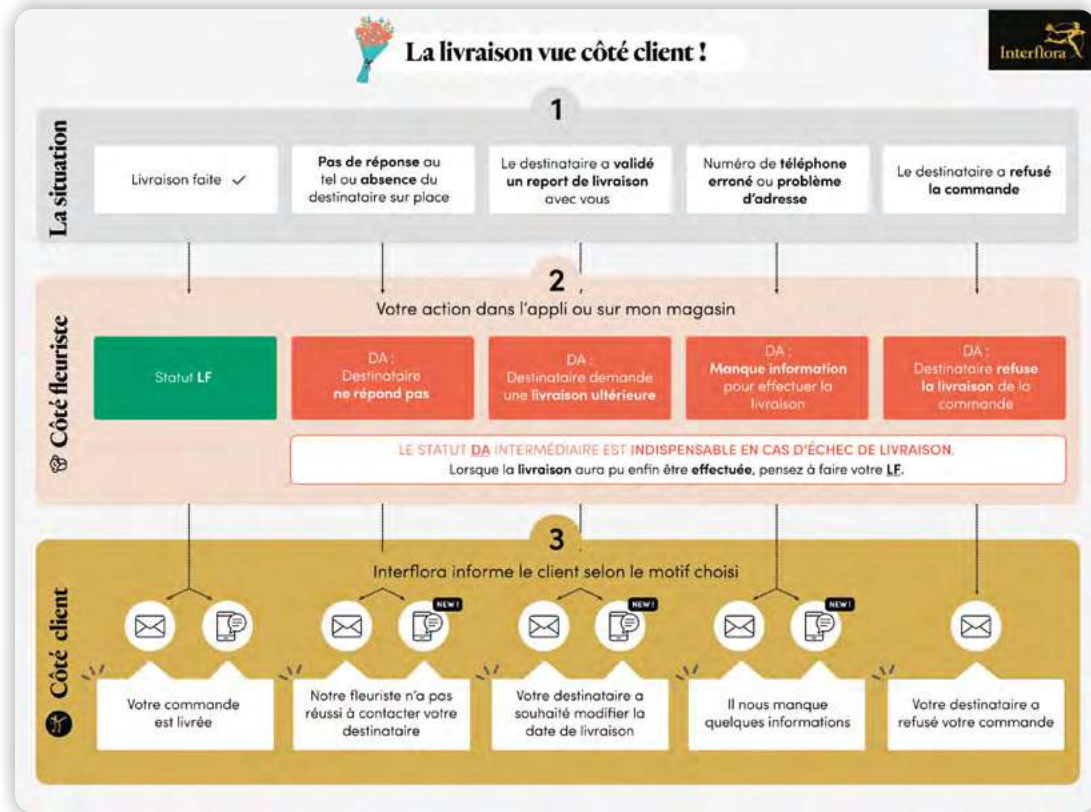 La livraison vue côté client !
Interflora
1
La situation
Livraison faite ✓
Pas de réponse au
tel ou absence du
destinataire sur place
Le destinataire a validé
un report de livraison
avec vous
Numéro de téléphone
erroné ou problème
d'adresse
Le destinataire a refusé
la commande
2
Votre action dans l'appli ou sur mon magasin
Côté fleuriste
Statut LF
DA :
Destinataire
ne répond pas
DA :
Destinataire demande
une livraison ultérieure
DA :
Manque information
pour effectuer la
livraison
DA :
Destinataire refuse
la livraison de la
commande
LE STATUT DA INTERMÉDIAIRE EST INDISPENSABLE EN CAS D'ÉCHEC DE LIVRAISON.
Lorsque la livraison aura pu enfin être effectuée, pensez à faire votre LF.
3
Interflora informe le client selon le motif choisi
Côté client
NEW !
NEW !
NEW !
Votre commande
est livrée
Notre fleuriste n'a pas
réussi à contacter votre
destinataire
Votre destinataire a
souhaité modifier la
date de livraison
Il nous manque
quelques informations
Votre destinataire a
refusé votre commande